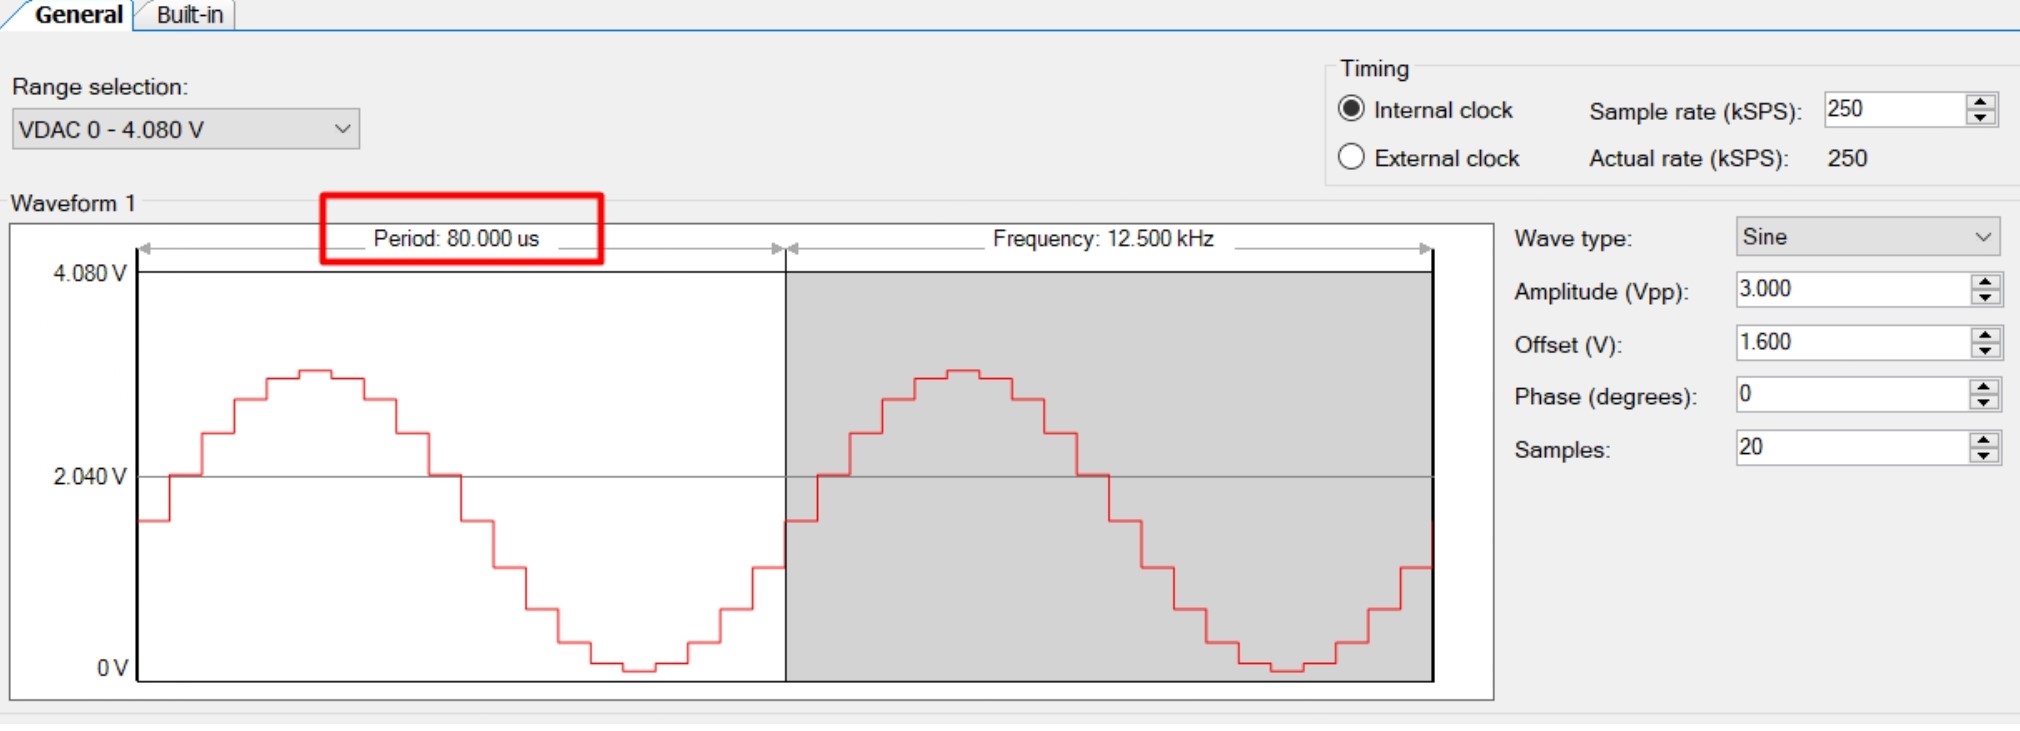 General Built-in
Timing
Range selection:
VDAC 0 - 4.080 V
Internal clock Sample rate (kSPS): 250
External clock Actual rate (kSPS): 250
Waveform 1
Period: 80.000 us Frequency: 12.500 kHz
4.080 V
2.040 V
0 V
Wave type: Sine
Amplitude (Vpp): 3.000
Offset (V): 1.600
Phase (degrees): 0
Samples: 20